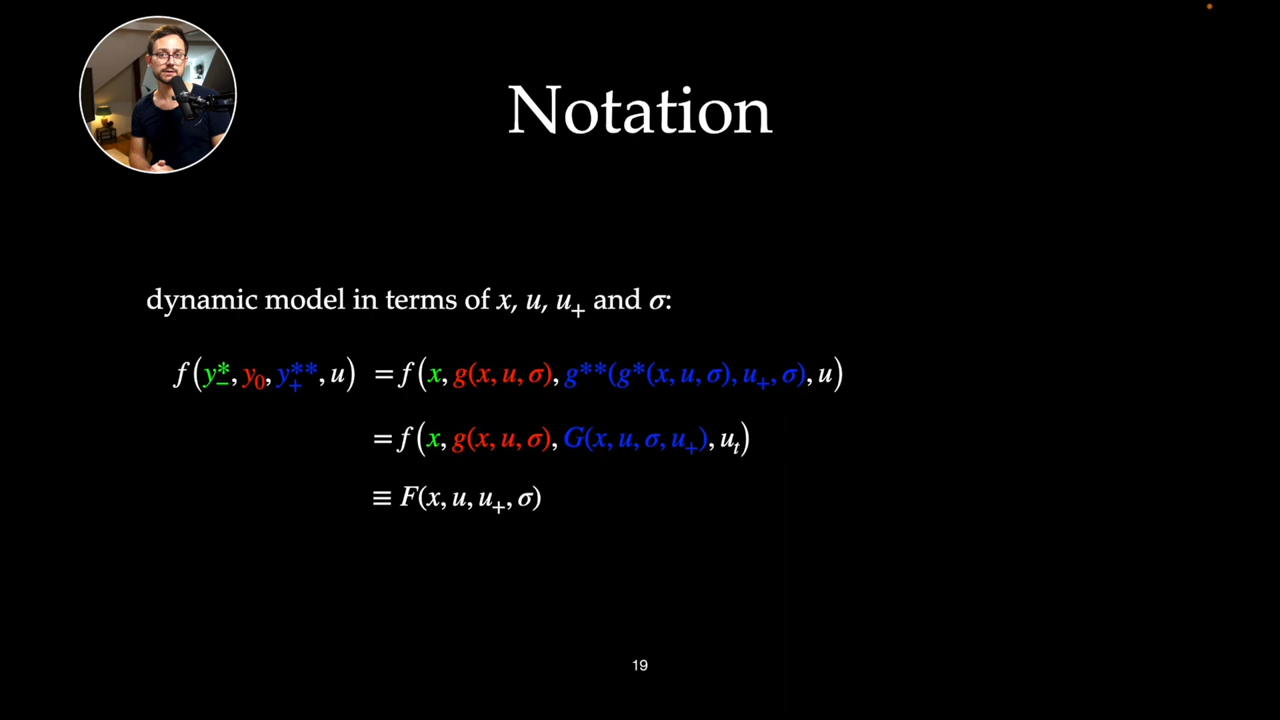 Notation
dynamic model in terms of x, u, u₊ and σ:
f(y₋*, y₀, y₊**, u) = f(x, g(x, u, σ), g**(g*(x, u, σ), u₊, σ), u)
= f(x, g(x, u, σ), G(x, u, σ, u₊), uₜ)
≡ F(x, u, u₊, σ)
19